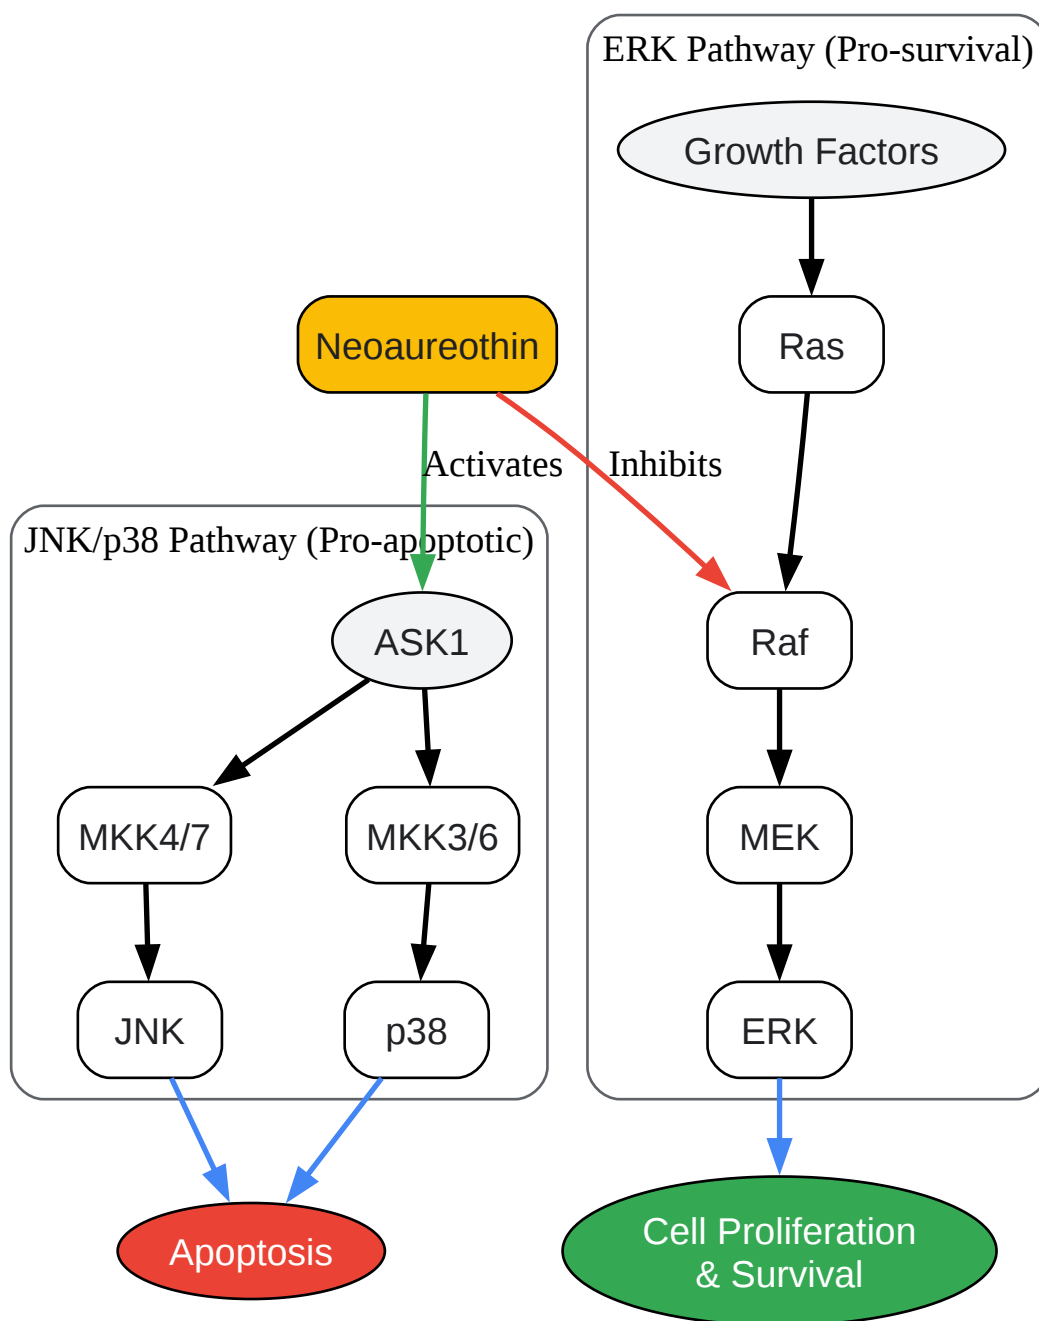 ERK Pathway (Pro-survival)
Growth Factors
Neoaureothin
Ras
Activates
Inhibits
JNK/p38 Pathway (Pro-apoptotic)
ASK1
Raf
MKK4/7
MKK3/6
MEK
JNK
p38
ERK
Apoptosis
Cell Proliferation
& Survival